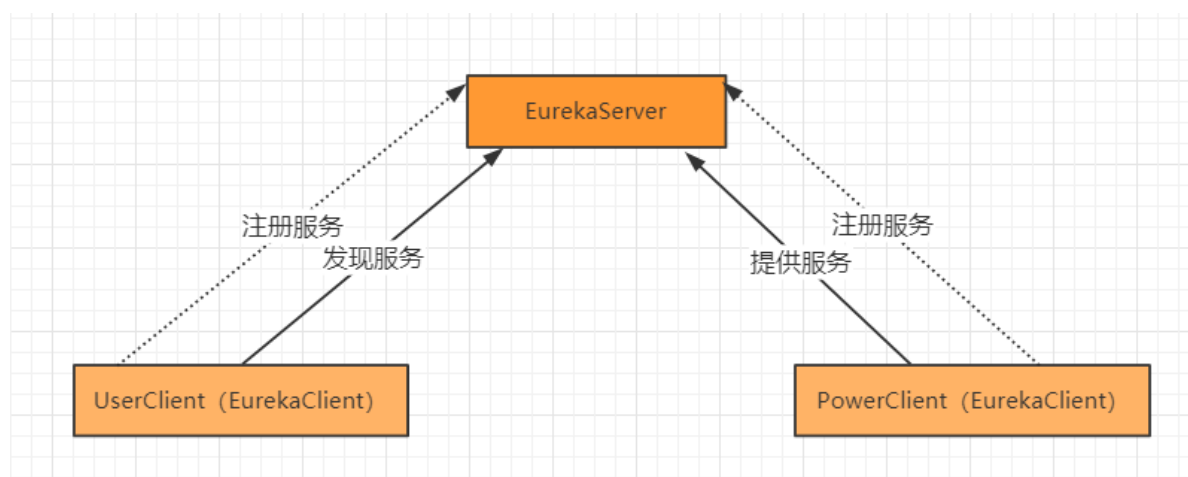 EurekaServer
注册服务
注册服务
发现服务
提供服务
UserClient（EurekaClient）
PowerClient（EurekaClient）